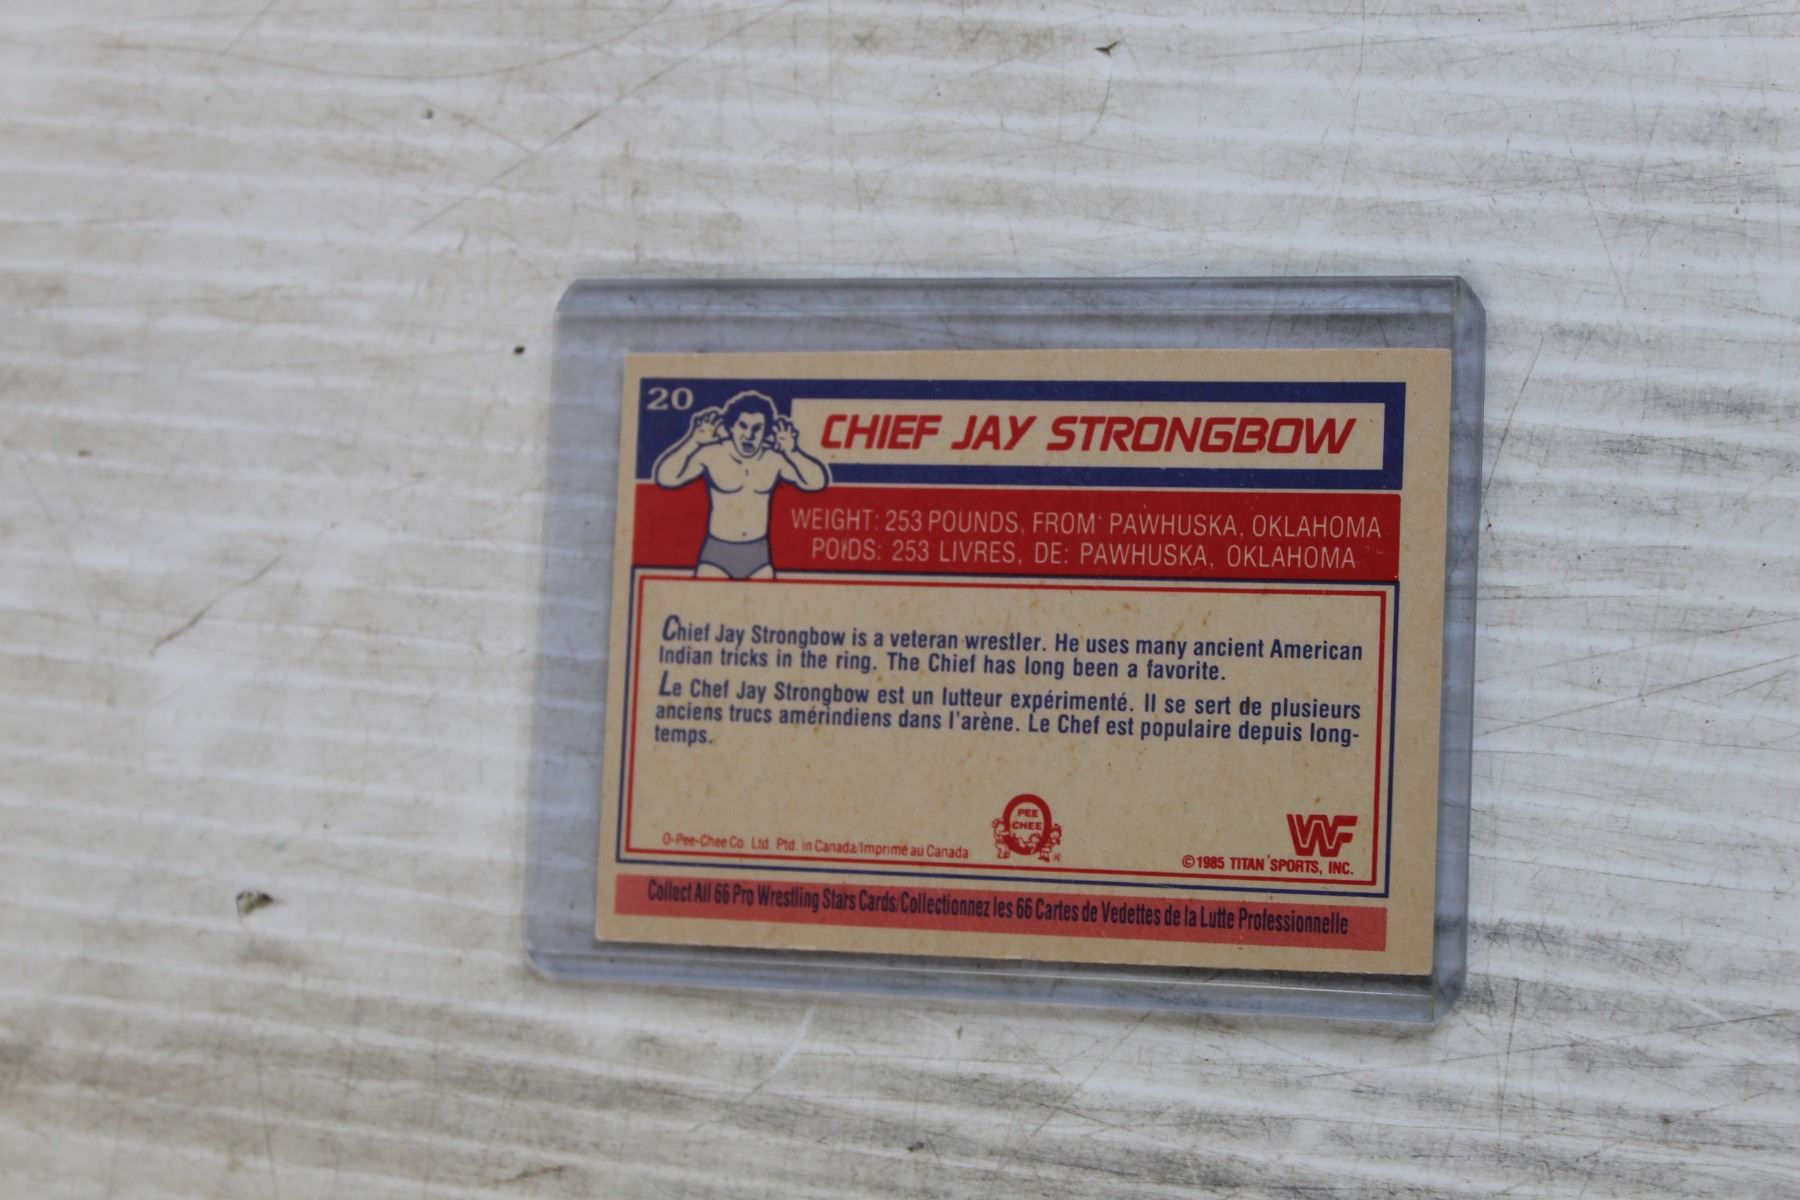 20
CHIEF JAY STRONGBOW
WEIGHT: 253 POUNDS, FROM: PAWHUSKA, OKLAHOMA
POIDS: 253 LIVRES, DE: PAWHUSKA, OKLAHOMA
Chief Jay Strongbow is a veteran wrestler. He uses many ancient American
Indian tricks in the ring. The Chief has long been a favorite.
Le Chef Jay Strongbow est un lutteur expérimenté. Il se sert de plusieurs
anciens trucs amérindiens dans l'arène. Le Chef est populaire depuis long-
temps.
PEE
CHEE
WF
O-Pee-Chee Co. Ltd. Ptd. in Canada/Imprimé au Canada
©1985 TITAN SPORTS, INC.
Collect All 66 Pro Wrestling Stars Cards/Collectionnez les 66 Cartes de Vedettes de la Lutte Professionnelle